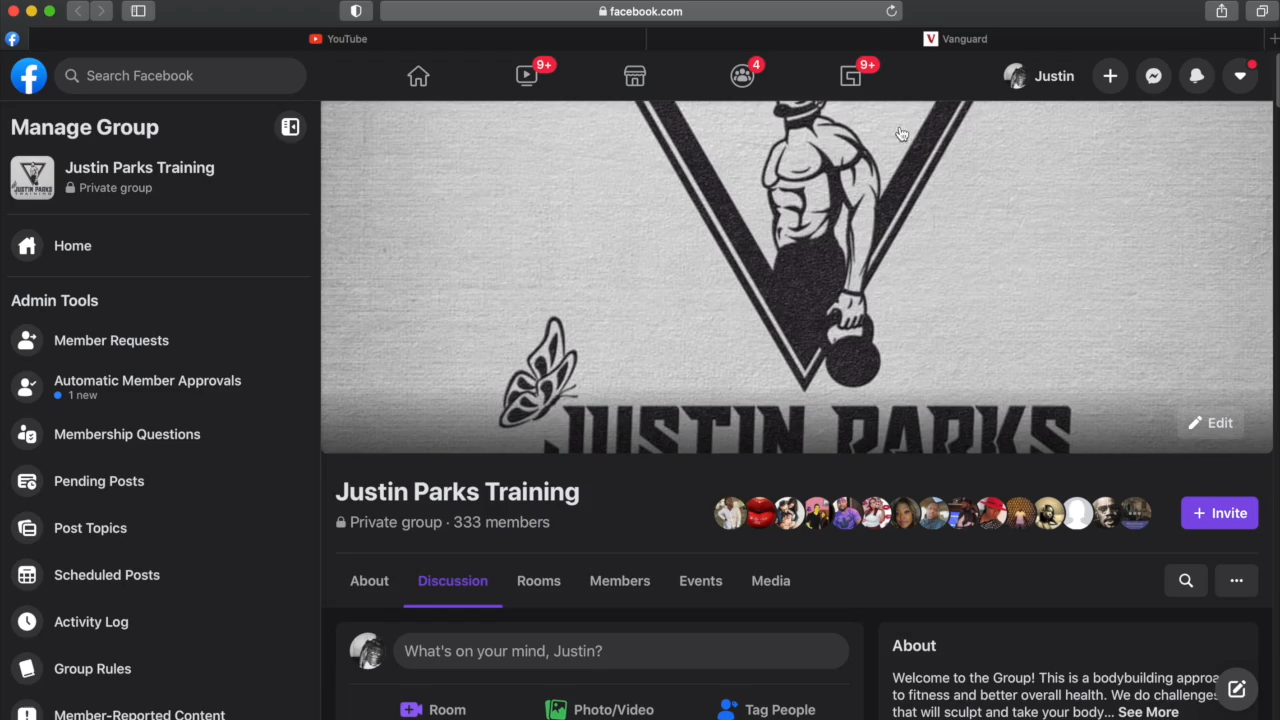 facebook.com
YouTube
Vanguard
Search Facebook
9+
4
9+
Justin
Manage Group
Justin Parks Training
Private group
Home
Admin Tools
Member Requests
Automatic Member Approvals
1 new
Membership Questions
Pending Posts
Post Topics
Scheduled Posts
Activity Log
Group Rules
Member-Reported Content
JUSTIN PARKS
Edit
Justin Parks Training
Private group · 333 members
+ Invite
About
Discussion
Rooms
Members
Events
Media
What's on your mind, Justin?
Room
Photo/Video
Tag People
About
Welcome to the Group! This is a bodybuilding
to fitness and better overall health. We do challenges
that will sculpt and take your body... See More